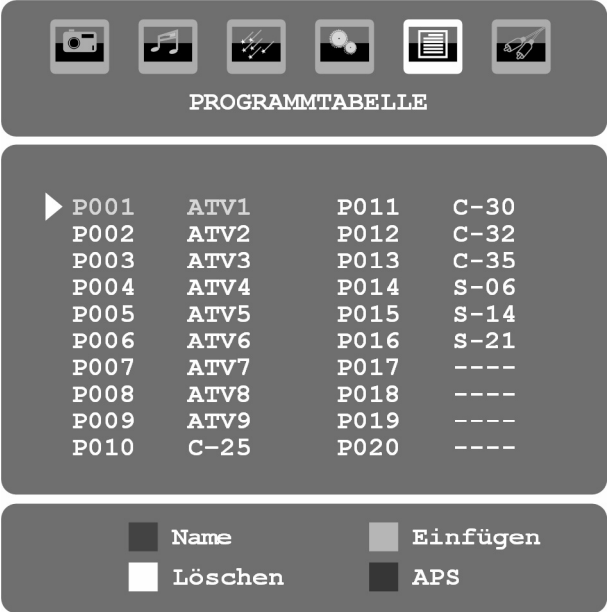 PROGRAMMTABELLE
P001 ATV1 P011 C-30
P002 ATV2 P012 C-32
P003 ATV3 P013 C-35
P004 ATV4 P014 S-06
P005 ATV5 P015 S-14
P006 ATV6 P016 S-21
P007 ATV7 P017 ----
P008 ATV8 P018 ----
P009 ATV9 P019 ----
P010 C-25 P020 ----
Name Einfügen
Löschen APS